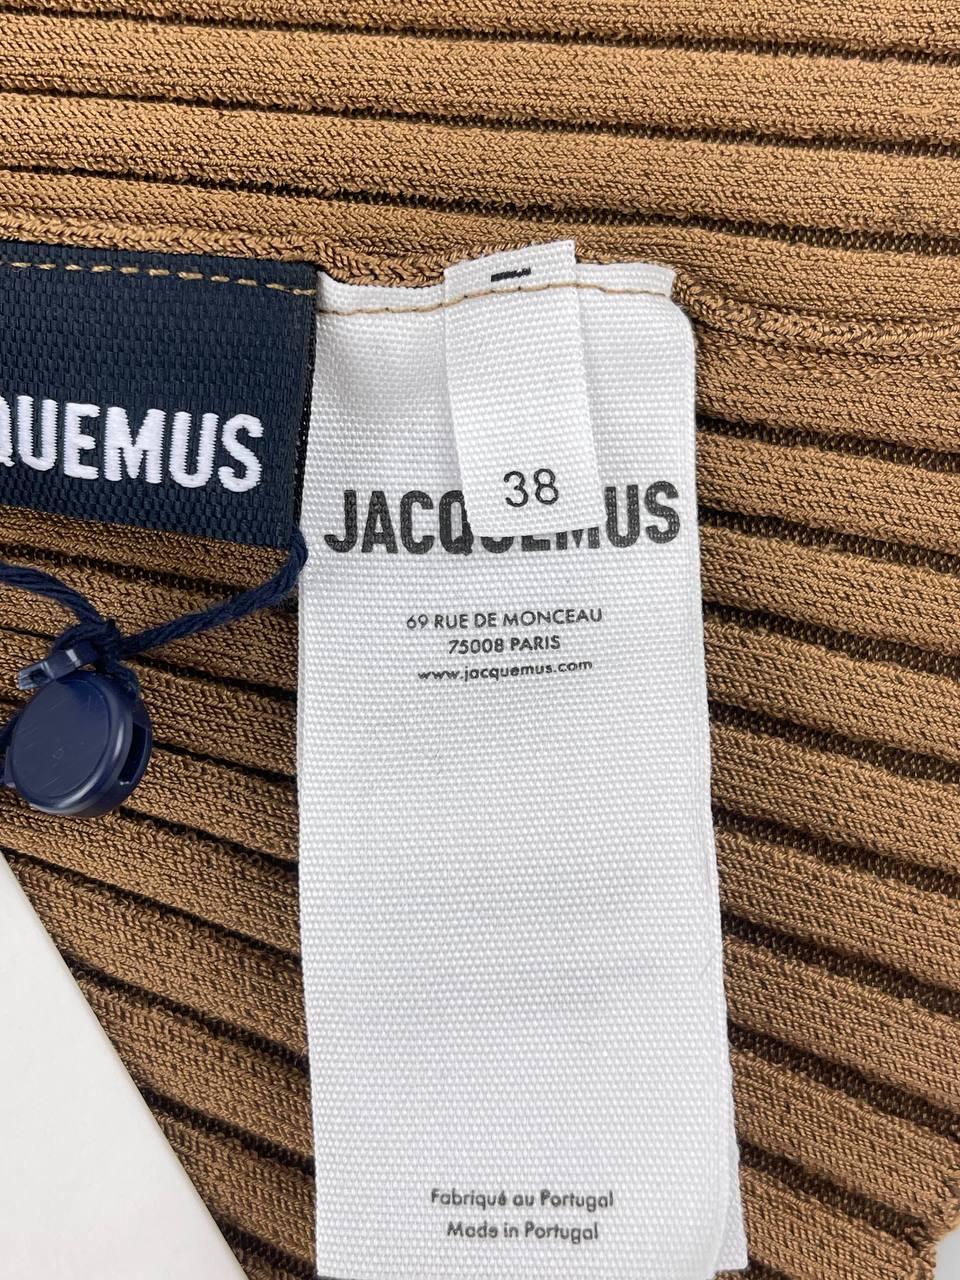 QUEMUS
38
JACQUEMUS
69 RUE DE MONCEAU
75008 PARIS
www.jacquemus.com
Fabriqué au Portugal
Made in Portugal